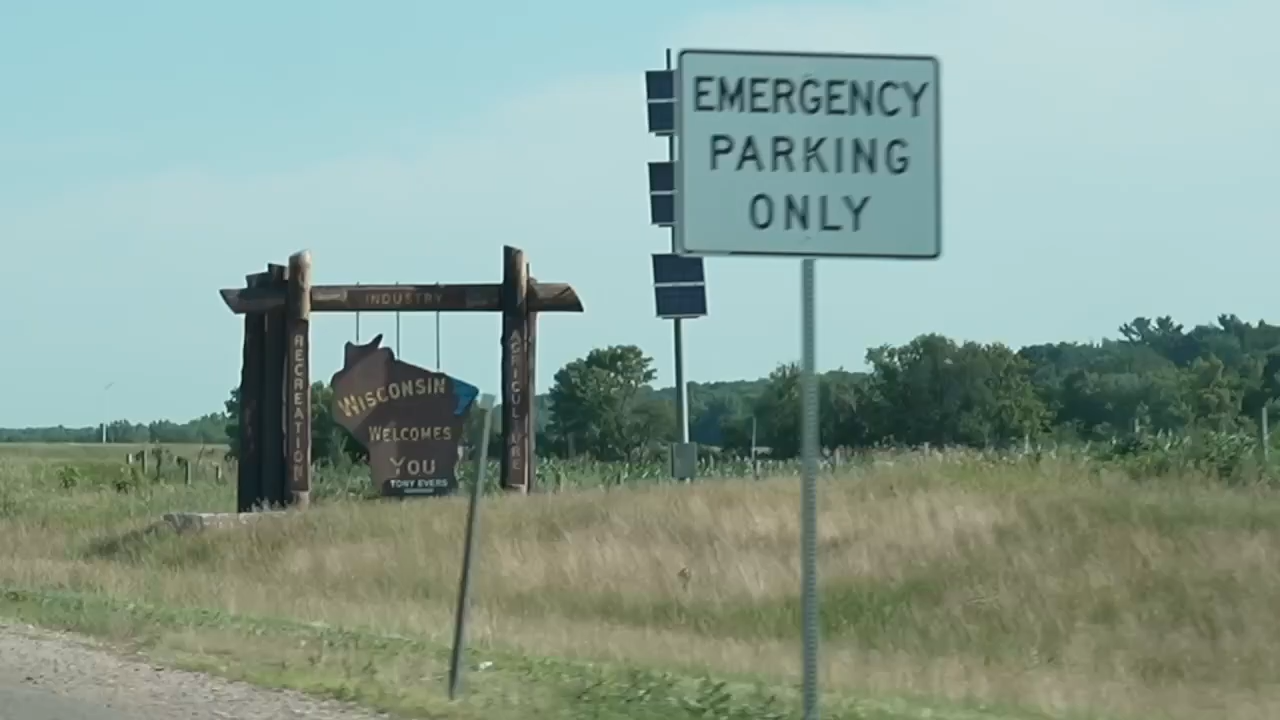 INDUSTRY
RECREATION
AGRICULTURE
WISCONSIN
WELCOMES
YOU
TONY EVERS
EMERGENCY
PARKING
ONLY